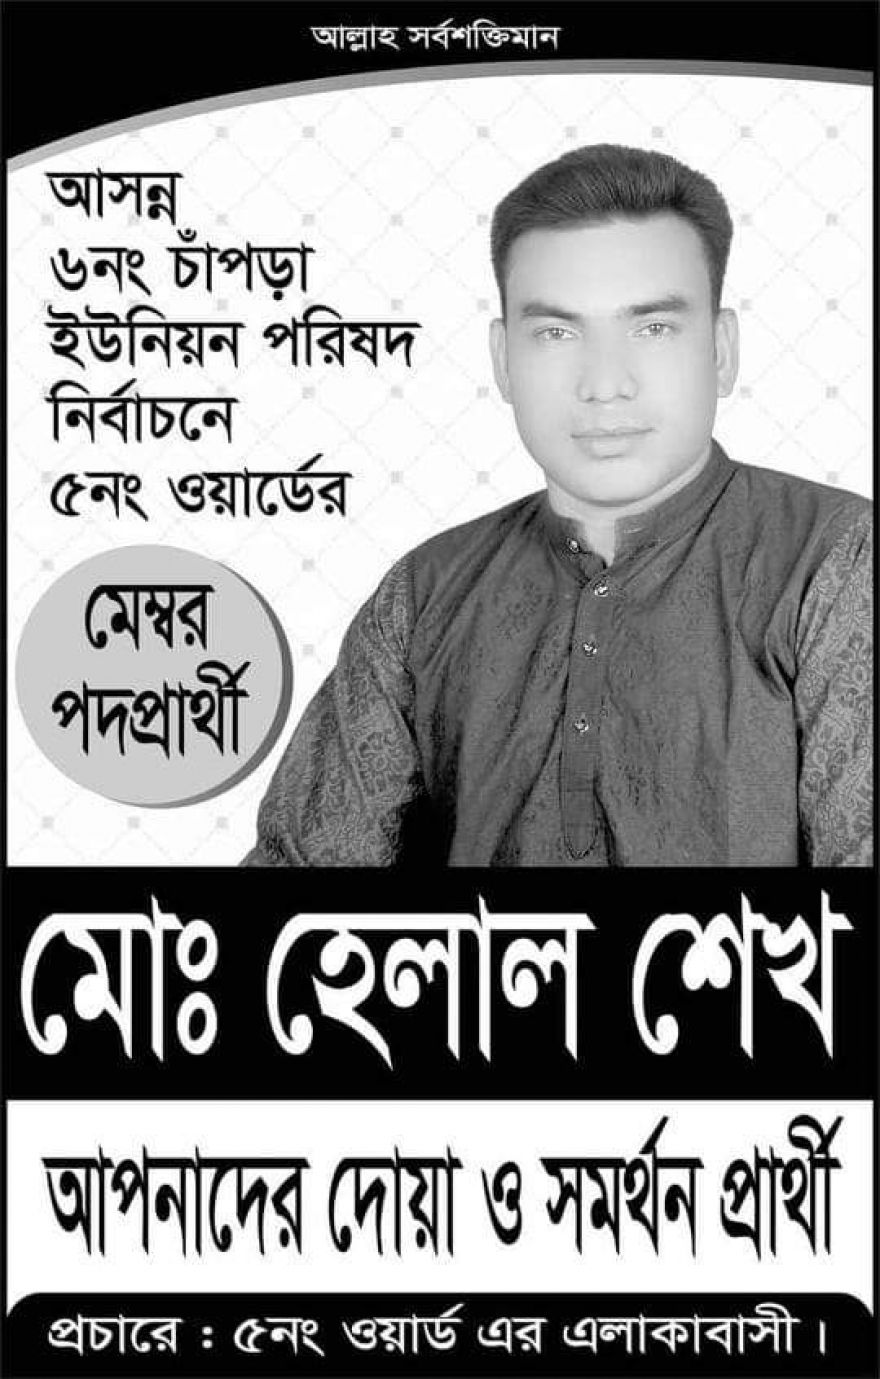 আল্লাহ সর্বশক্তিমান
আসন্ন
৬নং চাঁপড়া
ইউনিয়ন পরিষদ
নির্বাচনে
৫নং ওয়ার্ডের
মেম্বর
পদপ্রার্থী
মোঃ হেলাল শেখ
আপনাদের দোয়া ও সমর্থন প্রার্থী
প্রচারে : ৫নং ওয়ার্ড এর এলাকাবাসী।